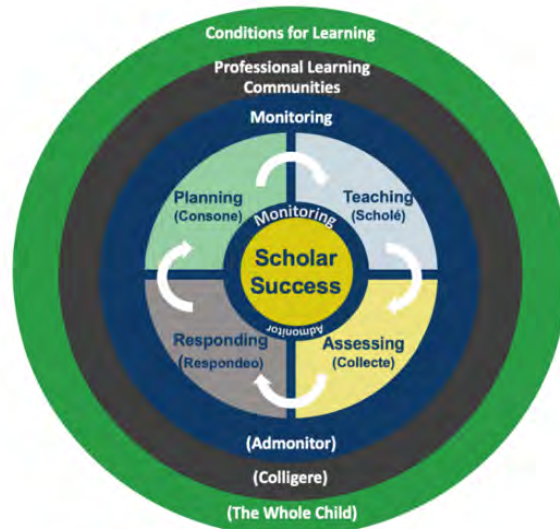 Conditions for Learning
Professional Learning
Communities
Monitoring
Planning
(Consone)
Teaching
(Scholé)
Monitoring
Scholar
Success
Admonitor
Responding
(Respondeo)
Assessing
(Collecte)
(Admonitor)
(Colligere)
(The Whole Child)